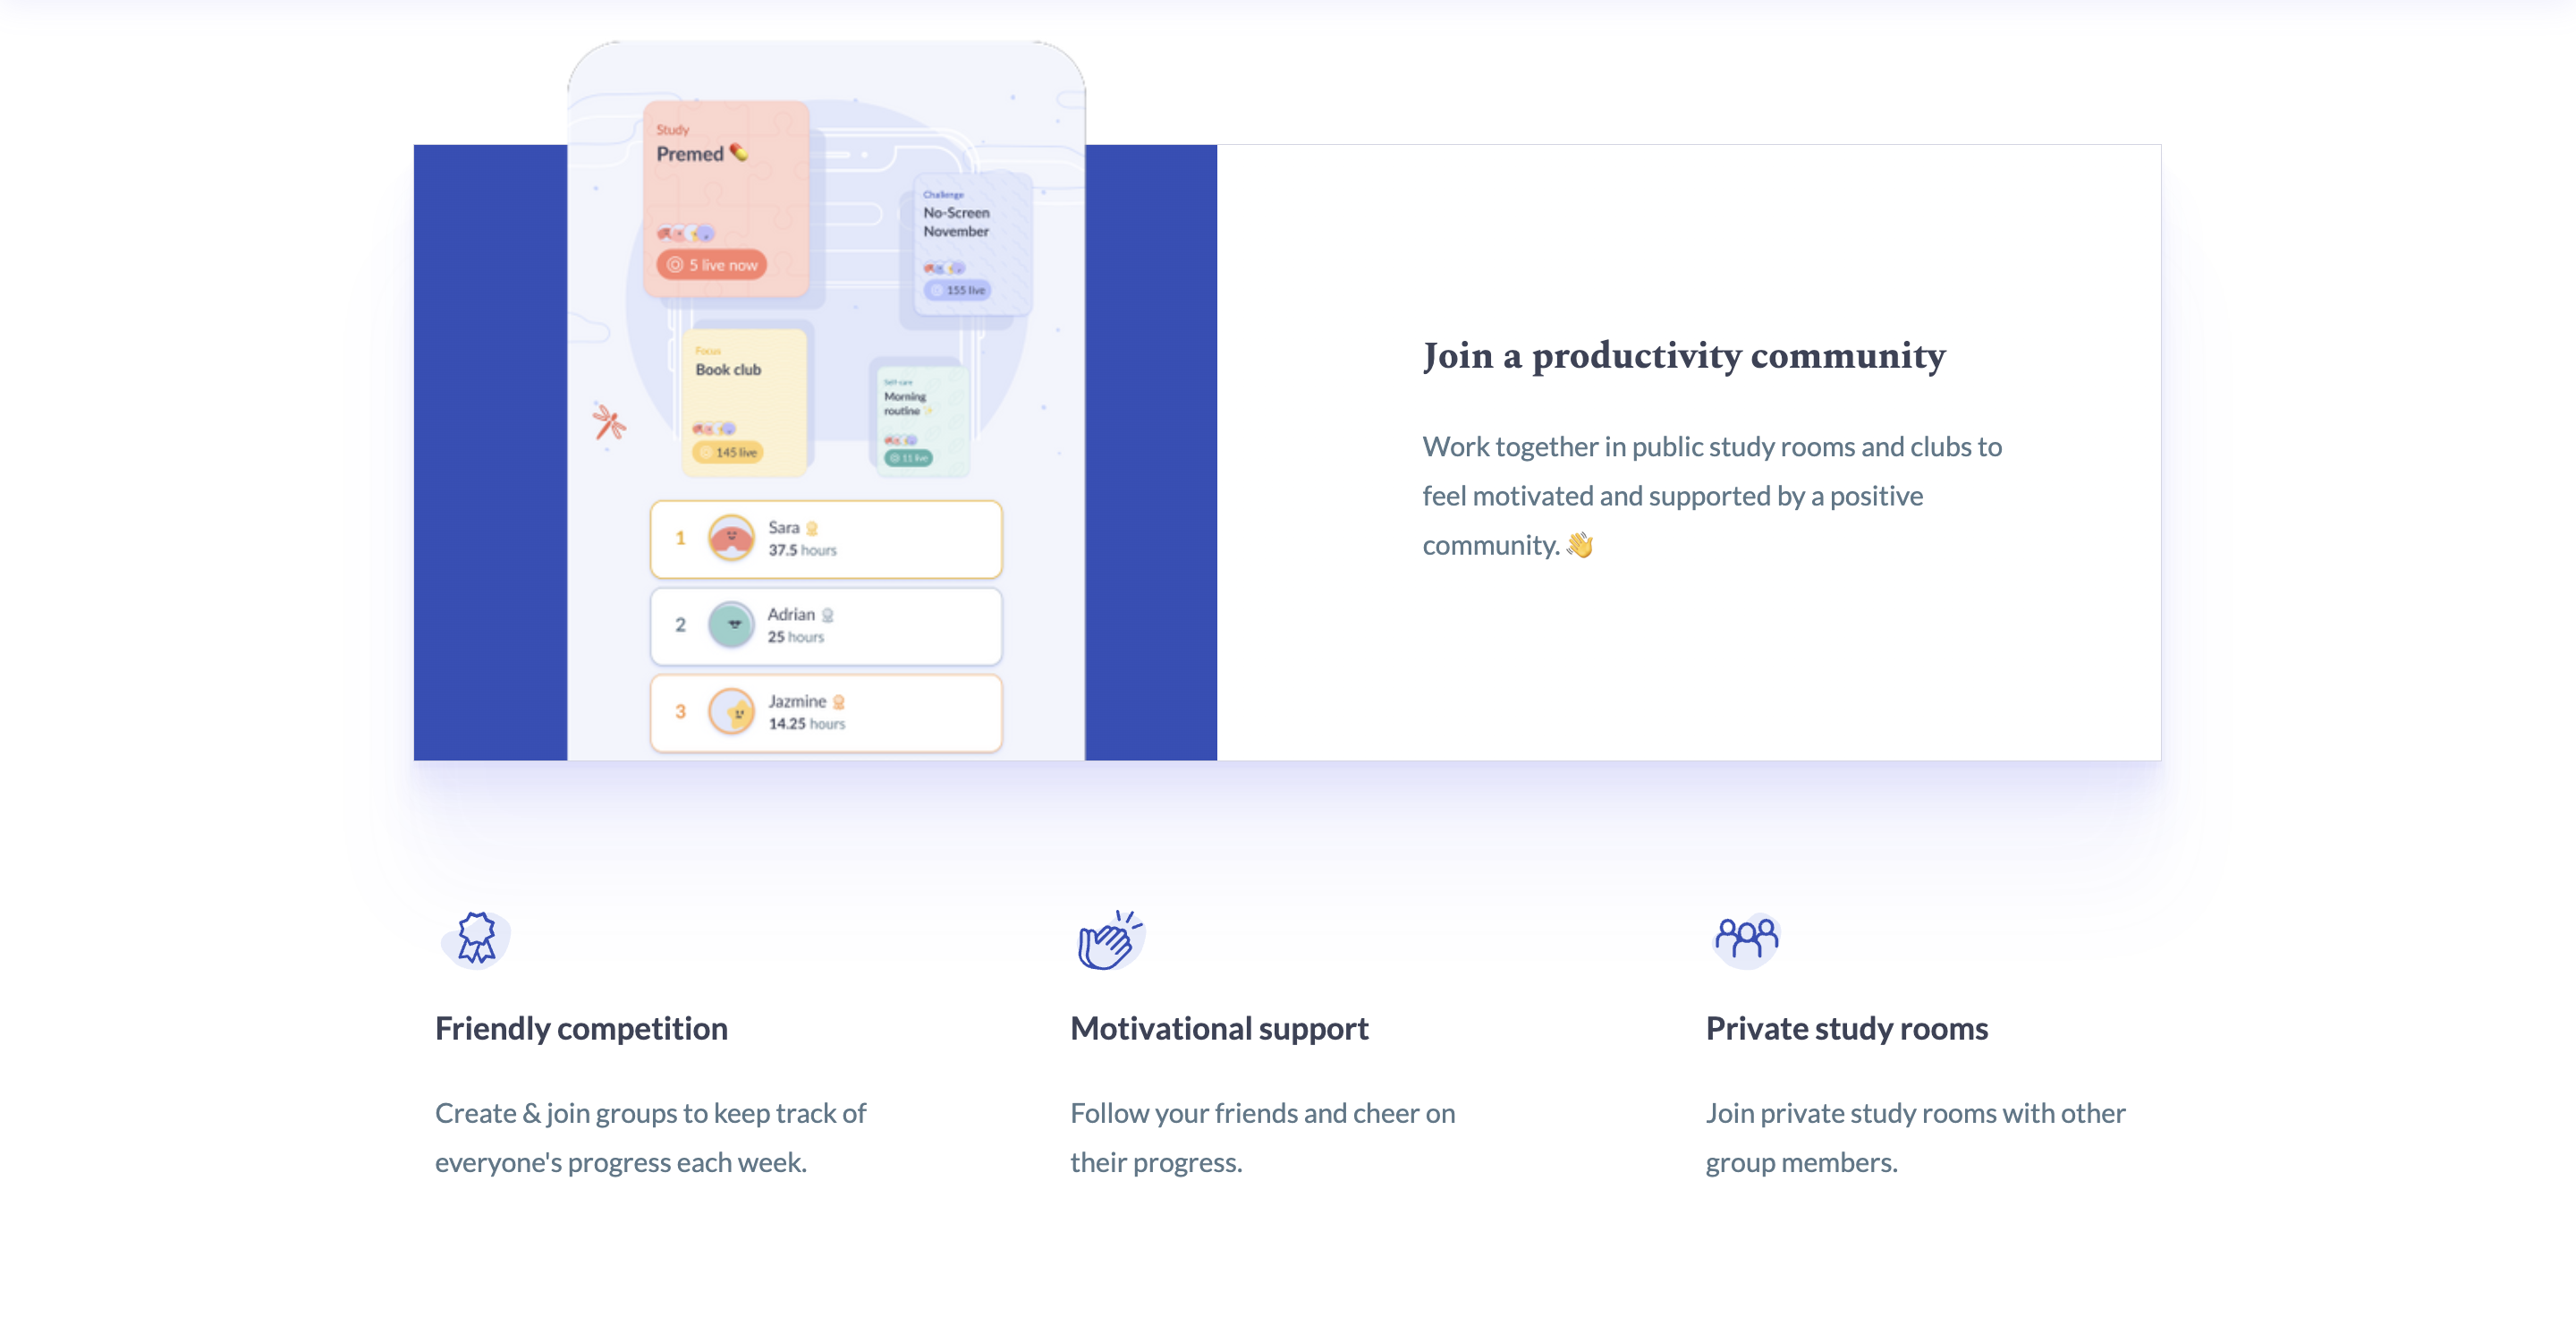 Study
Premed 💊
5 live now
Challenge
No-Screen
November
155 live
Focus
Book club
145 live
Self-care
Morning
routine ✨
11 live
1
Sara
37.5 hours
2
Adrian
25 hours
3
Jazmine
14.25 hours
Join a productivity community
Work together in public study rooms and clubs to
feel motivated and supported by a positive
community. 👋
Friendly competition
Create & join groups to keep track of
everyone's progress each week.
Motivational support
Follow your friends and cheer on
their progress.
Private study rooms
Join private study rooms with other
group members.